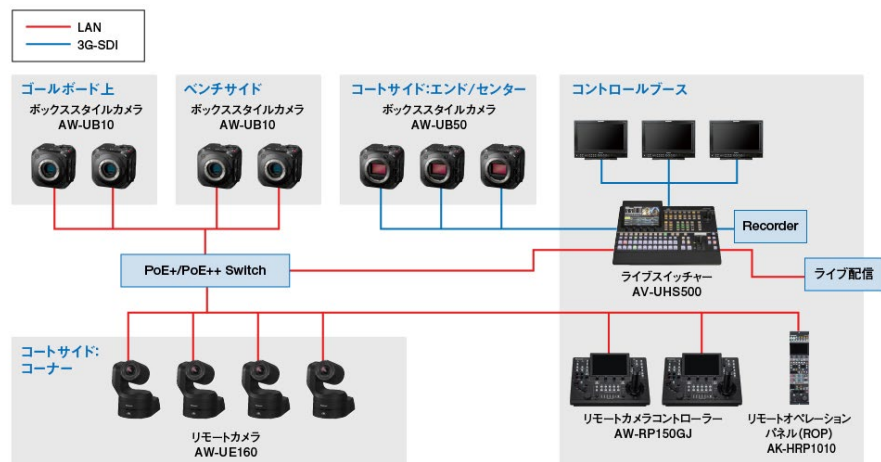 LAN
3G-SDI
ゴールボード上
ボックススタイルカメラ
AW-UB10
ベンチサイド
ボックススタイルカメラ
AW-UB10
コートサイド:エンド/センター
ボックススタイルカメラ
AW-UB50
コントロールブース
Recorder
PoE+/PoE++ Switch
ライブスイッチャー
AV-UHS500
ライブ配信
コートサイド:
コーナー
リモートカメラ
AW-UE160
リモートカメラコントローラー
AW-RP150GJ
リモートオペレーション
パネル(ROP)
AK-HRP1010